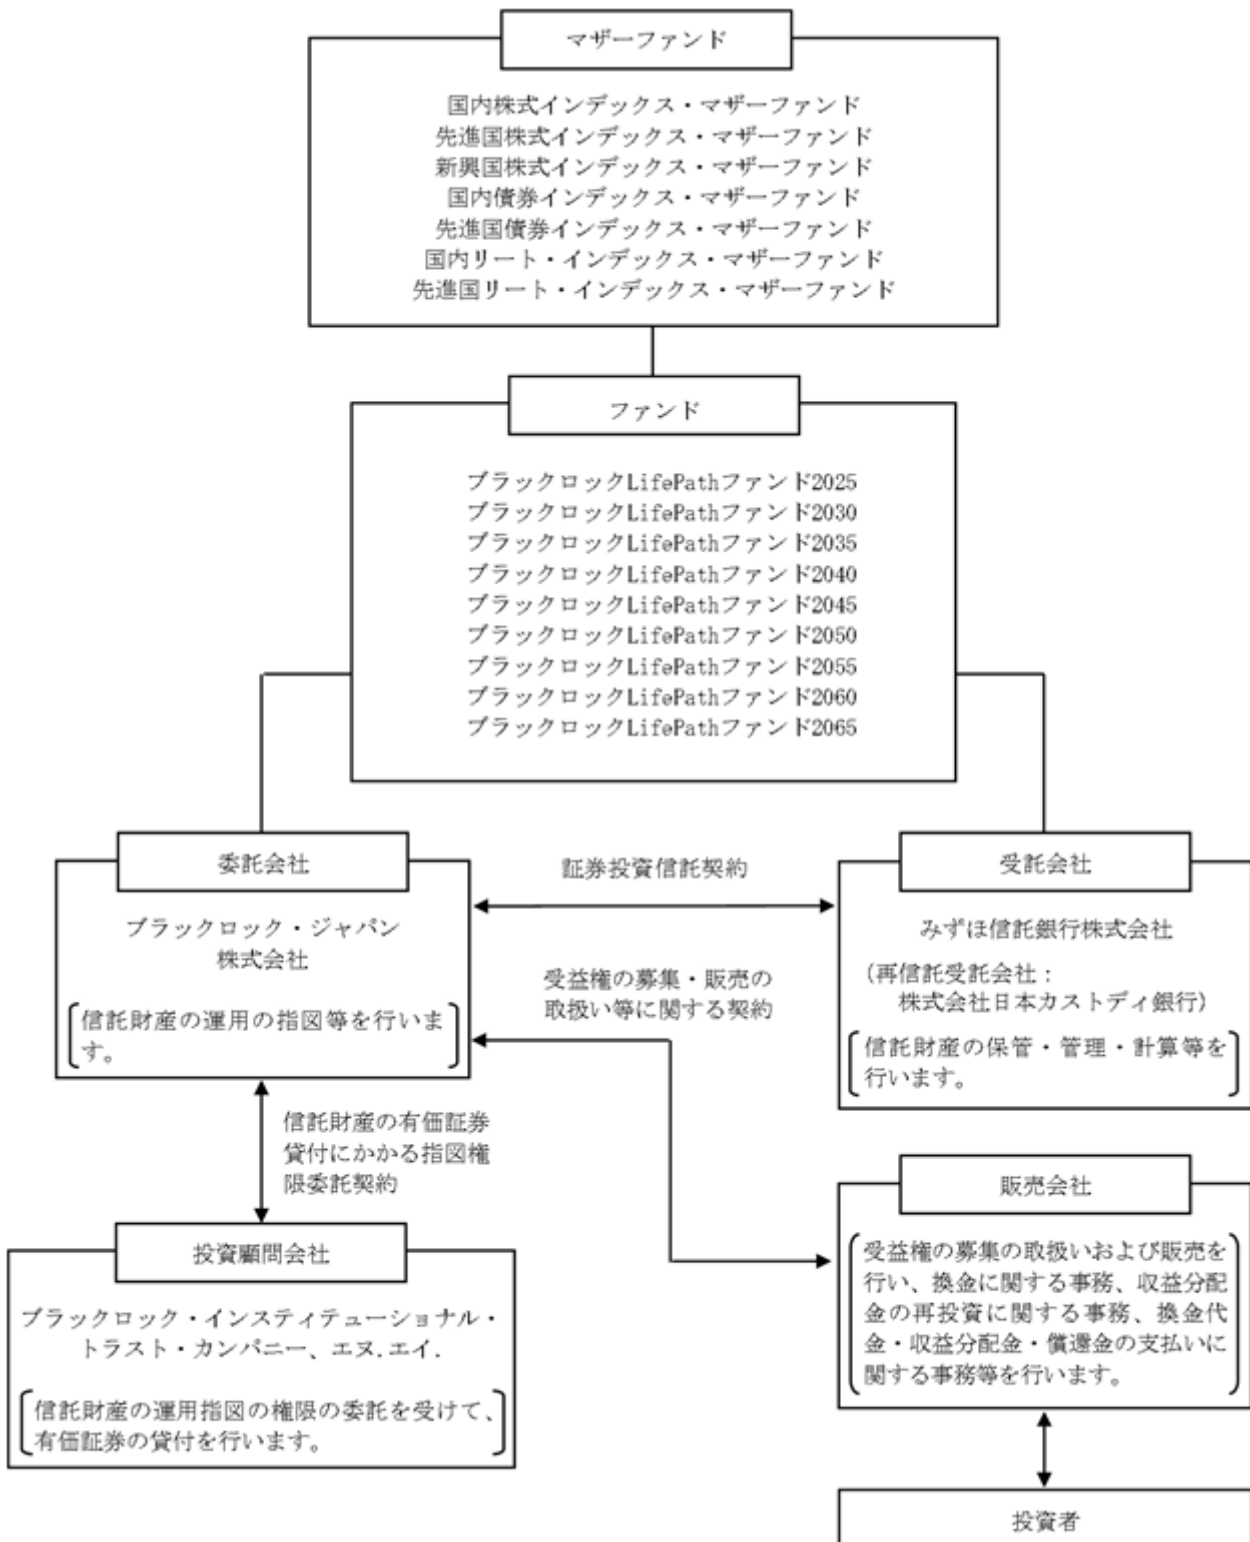 マザーファンド
国内株式インデックス・マザーファンド
先進国株式インデックス・マザーファンド
新興国株式インデックス・マザーファンド
国内債券インデックス・マザーファンド
先進国債券インデックス・マザーファンド
国内リート・インデックス・マザーファンド
先進国リート・インデックス・マザーファンド
ファンド
ブラックロックLifePathファンド2025
ブラックロックLifePathファンド2030
ブラックロックLifePathファンド2035
ブラックロックLifePathファンド2040
ブラックロックLifePathファンド2045
ブラックロックLifePathファンド2050
ブラックロックLifePathファンド2055
ブラックロックLifePathファンド2060
ブラックロックLifePathファンド2065
委託会社
ブラックロック・ジャパン
株式会社
信託財産の運用の指図等を行いま
す。
証券投資信託契約
受益権の募集・販売の
取扱い等に関する契約
受託会社
みずほ信託銀行株式会社
（再信託受託会社：
株式会社日本カストディ銀行）
信託財産の保管・管理・計算等を
行います。
信託財産の有価証券
貸付にかかる指図権
限委託契約
投資顧問会社
ブラックロック・インスティテューショナル・
トラスト・カンパニー、エヌ.エイ.
信託財産の運用指図の権限の委託を受けて、
有価証券の貸付を行います。
販売会社
受益権の募集の取扱いおよび販売を
行い、換金に関する事務、収益分配
金の再投資に関する事務、換金代
金・収益分配金・償還金の支払いに
関する事務等を行います。
投資者